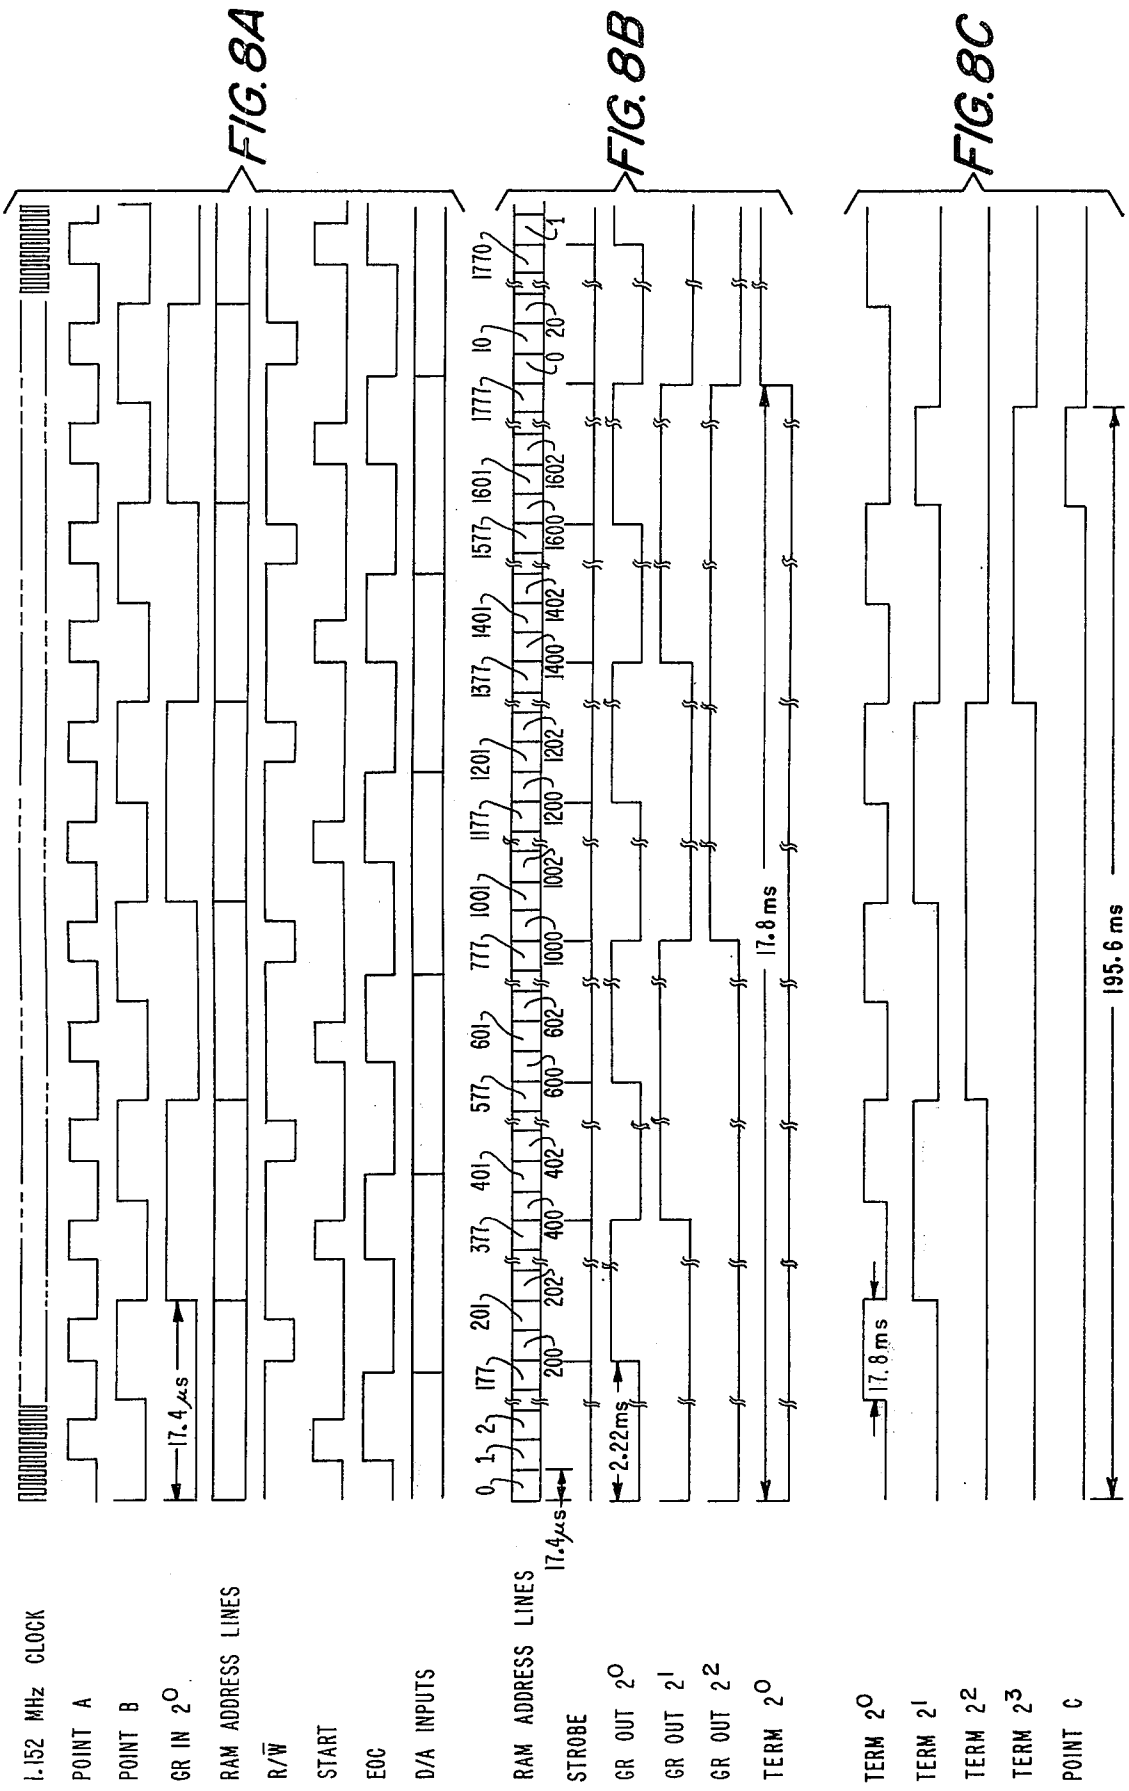 1.152 MHz CLOCK
POINT A
POINT B
GR IN 2⁰
17.4 μs
RAM ADDRESS LINES
R/W̅
START
EOC
D/A INPUTS
FIG. 8A
0 1 2 177 201 377 401 577 601 777 1001 1177 1201 1377 1401 1577 1601 1777 10 1770
RAM ADDRESS LINES
17.4 μs
200 202 400 402 600 602 1000 1002 1200 1202 1400 1402 1600 1602 0 20 1
STROBE
GR OUT 2⁰
2.22 ms
GR OUT 2¹
GR OUT 2²
TERM 2⁰
17.8 ms
FIG. 8B
TERM 2⁰
17.8 ms
TERM 2¹
TERM 2²
TERM 2³
POINT C
195.6 ms
FIG. 8C